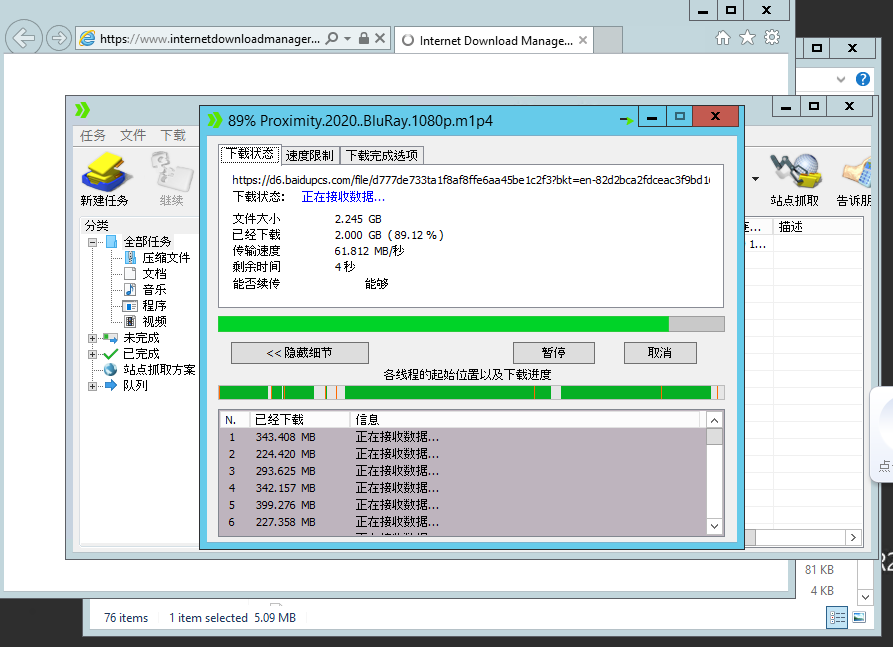 https://www.internetdownloadmanager...
Internet Download Manage...
89% Proximity.2020..BluRay.1080p.m1p4
任务 文件 下载
新建任务
继续
站点抓取
告诉朋
下载状态
速度限制
下载完成选项
https://d6.baidupcs.com/file/d777de733ta1f8af8ffe6aa45be1c2f3?bkt=en-82d2bca2fdceac3f9bd1
下载状态:
正在接收数据...
文件大小
2.245 GB
已经下载
2.000 GB ( 89.12 % )
传输速度
61.812 MB/秒
剩余时间
4 秒
能否续传
能够
<< 隐藏细节
暂停
取消
各线程的起始位置以及下载进度
N. 已经下载 信息
1 343.408 MB 正在接收数据...
2 224.420 MB 正在接收数据...
3 293.625 MB 正在接收数据...
4 342.157 MB 正在接收数据...
5 399.276 MB 正在接收数据...
6 227.358 MB 正在接收数据...
分类
全部任务
压缩文件
文档
音乐
程序
视频
未完成
已完成
站点抓取方案
队列
描述
1...
点
81 KB
4 KB
76 items
1 item selected 5.09 MB